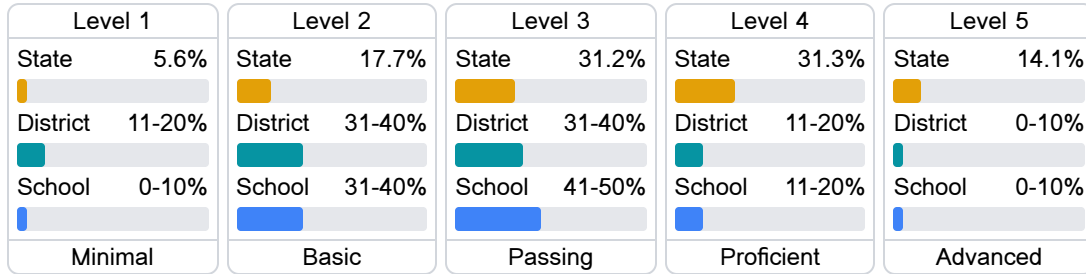 Level 1
State 5.6%
District 11-20%
School 0-10%
Minimal
Level 2
State 17.7%
District 31-40%
School 31-40%
Basic
Level 3
State 31.2%
District 31-40%
School 41-50%
Passing
Level 4
State 31.3%
District 11-20%
School 11-20%
Proficient
Level 5
State 14.1%
District 0-10%
School 0-10%
Advanced